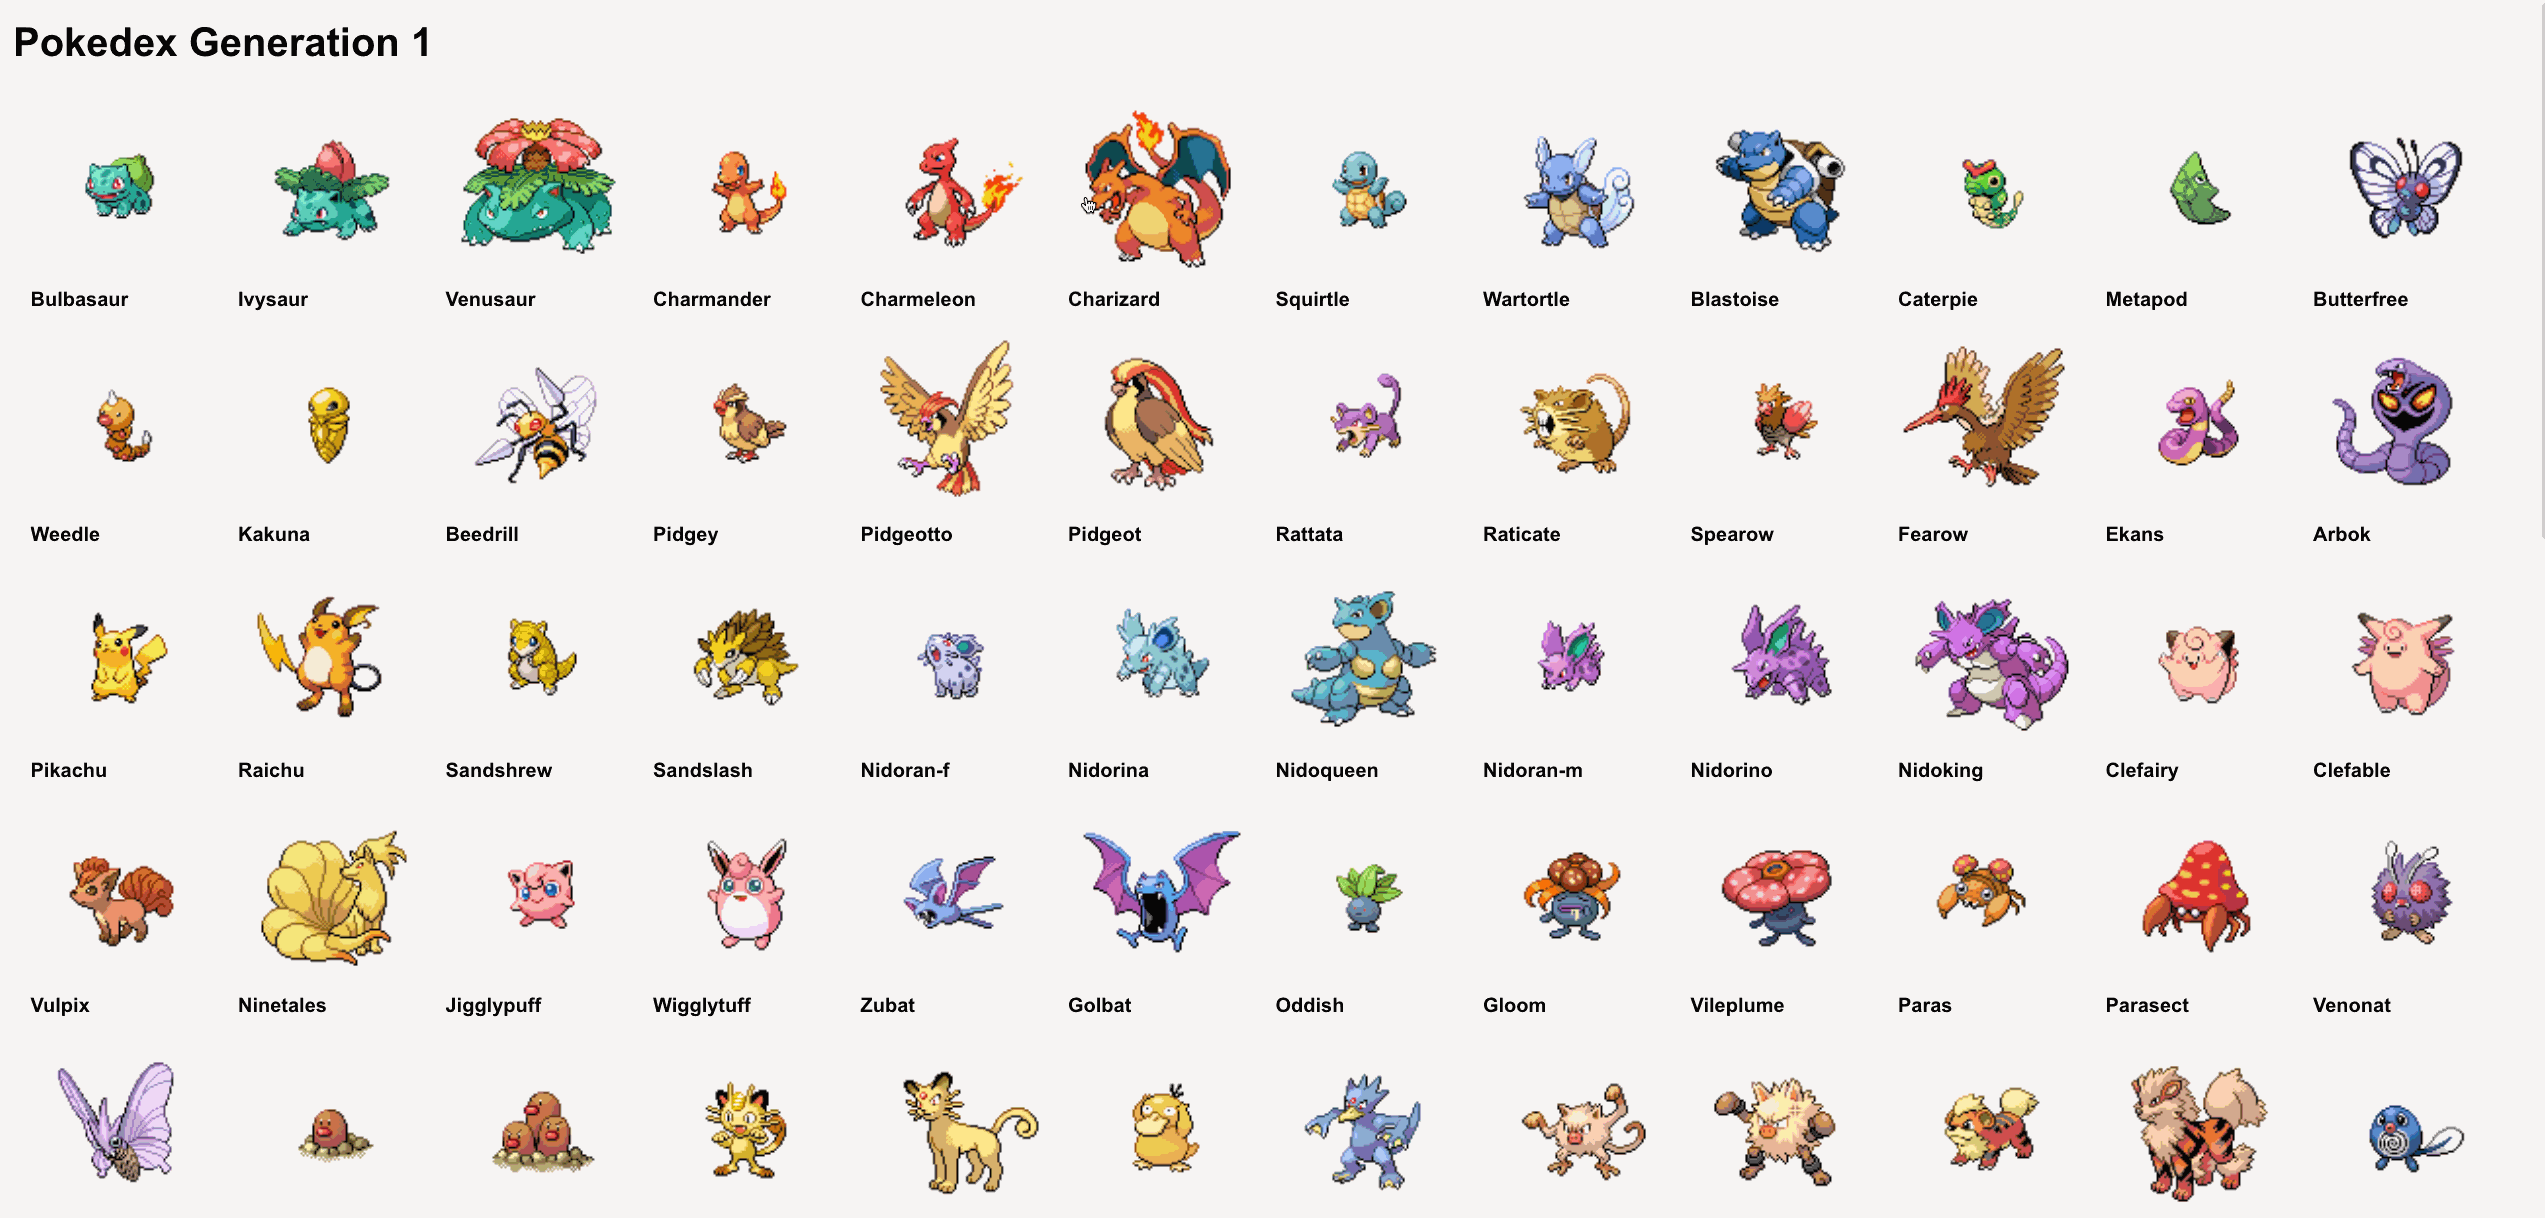 Pokedex Generation 1
Bulbasaur Ivysaur Venusaur Charmander Charmeleon Charizard Squirtle Wartortle Blastoise Caterpie Metapod Butterfree
Weedle Kakuna Beedrill Pidgey Pidgeotto Pidgeot Rattata Raticate Spearow Fearow Ekans Arbok
Pikachu Raichu Sandshrew Sandslash Nidoran-f Nidorina Nidoqueen Nidoran-m Nidorino Nidoking Clefairy Clefable
Vulpix Ninetales Jigglypuff Wigglytuff Zubat Golbat Oddish Gloom Vileplume Paras Parasect Venonat